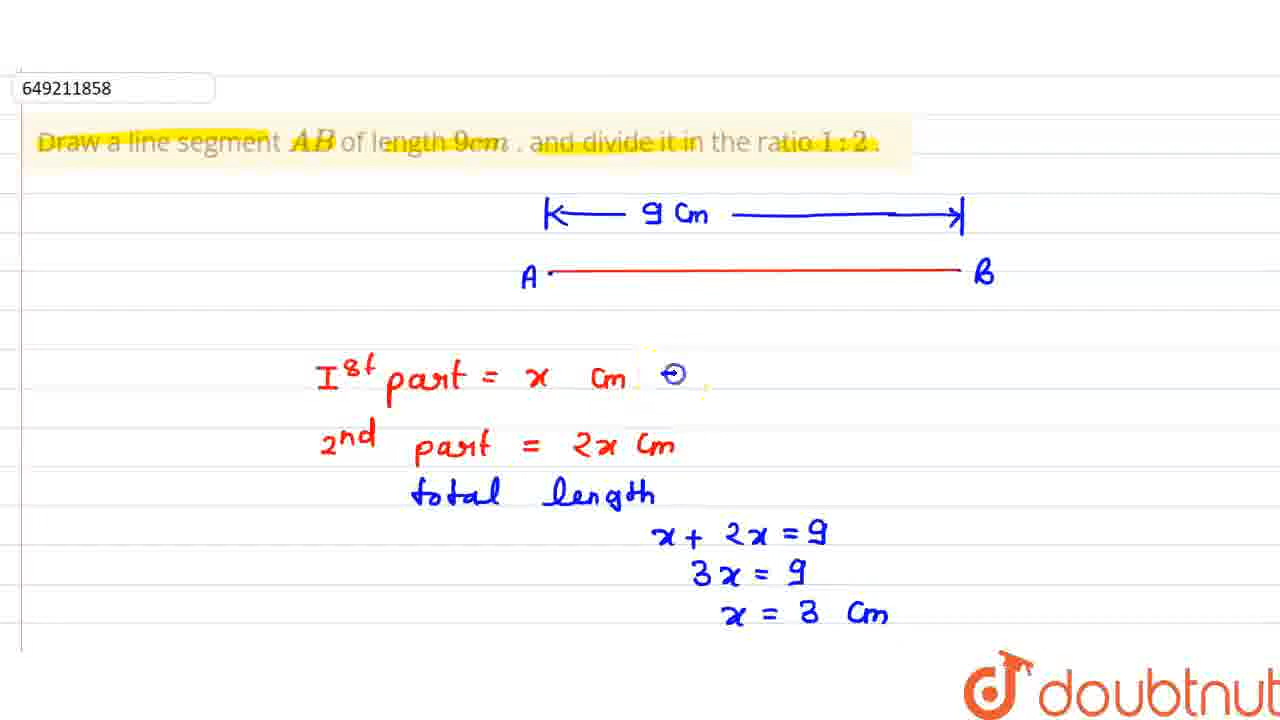 649211858
Draw a line segment AB of length 9cm . and divide it in the ratio 1 : 2 .
9 Cm
A B
Ist part = x cm =
2nd part = 2x Cm
total length
x + 2x = 9
3x = 9
x = 3 Cm
doubtnut